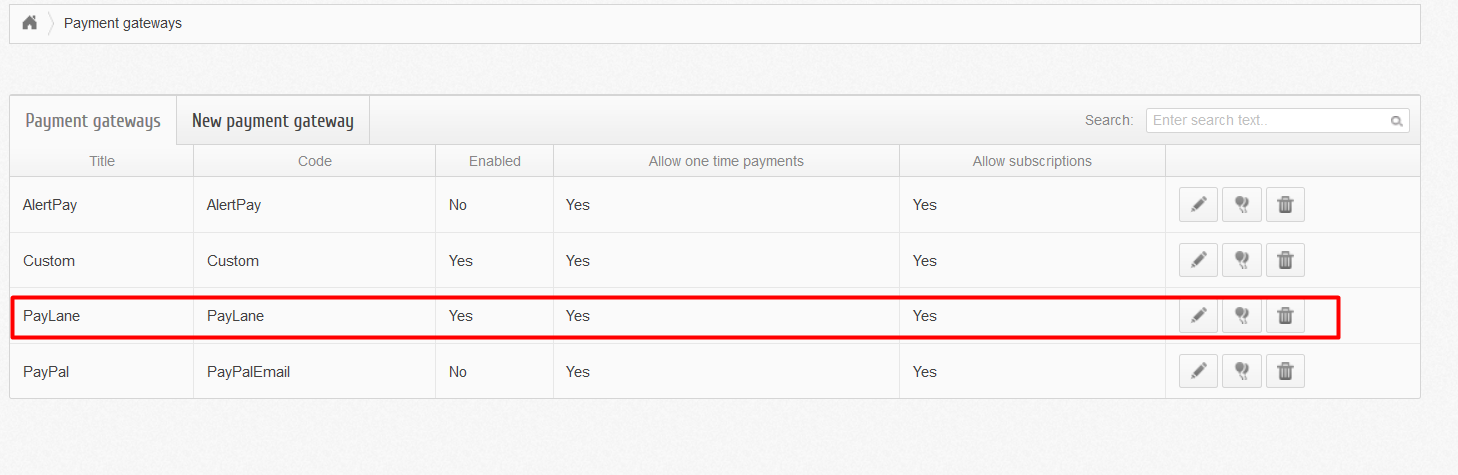 Payment gateways
Payment gateways New payment gateway Search: Enter search text..
Title Code Enabled Allow one time payments Allow subscriptions
AlertPay AlertPay No Yes Yes
Custom Custom Yes Yes Yes
PayLane PayLane Yes Yes Yes
PayPal PayPalEmail No Yes Yes